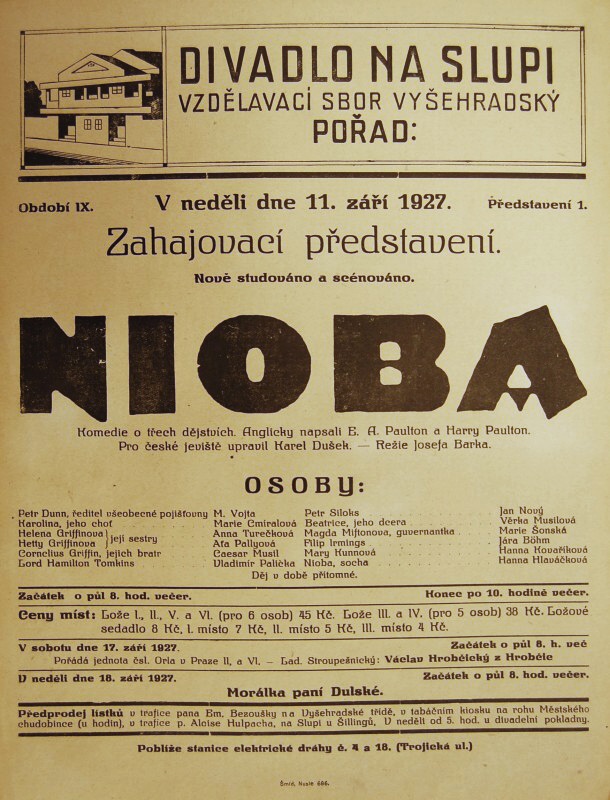 DIVADLO NA SLUPI
VZDĚLAVACÍ SBOR VYŠEHRADSKÝ
POŘAD:
Období IX. V neděli dne 11. září 1927. Představení 1.
Zahajovací představení.
Nově studováno a scénováno.
NIOBA
Komedie o třech dějstvích. Anglicky napsali E. A. Paulton a Harry Paulton.
Pro české jeviště upravil Karel Dušek. — Režie Josefa Barka.
OSOBY:
Petr Dunn, ředitel všeobecné pojišťovny M. Vojta
Karolina, jeho choť Marie Cmíralová
Helena Griffinova } její sestry Anna Turečková
Hetty Griffinova Afa Pallyová
Cornelius Griffin, jejich bratr Caesar Musil
Lord Hamilton Tomkins Vladimír Palička
Petr Siloks Jan Nový
Beatrice, jeho dcera Věrka Musilová
Magda Miftonova, guvernantka Marie Šonská
Filip Irmings Jára Böhm
Mary Kunnová Hanna Kovaříková
Nioba, socha Hanna Hlaváčková
Děj v době přítomné.
Začátek o půl 8. hod. večer. Konec po 10. hodině večer.
Ceny míst: Lože I., II., V. a VI. (pro 6 osob) 45 Kč. Lože III. a IV. (pro 5 osob) 38 Kč. Ložové
sedadlo 8 Kč, I. místo 7 Kč, II. místo 5 Kč, III. místo 4 Kč.
V sobotu dne 17. září 1927. Začátek o půl 8. h. več
Pořádá jednota čsl. Orla v Praze II, a VI. – Lad. Stroupežnický: Václav Hrobčický z Hrobčic
V neděli dne 18. září 1927. Začátek o půl 8. hod. večer.
Morálka paní Dulské.
Předprodej lístků v trafice pana Em. Bezoušky na Vyšehradské třídě, v tabáčním kiosku na rohu Městského
chudobince (u hodin), v trafice p. Aloise Hulpacha, na Slupi u Šillingů. V neděli od 5. hod. u divadelní pokladny.
Poblíže stanice elektrické dráhy č. 4 a 18. (Trojická ul.)
Šmíd, Nusle 696.